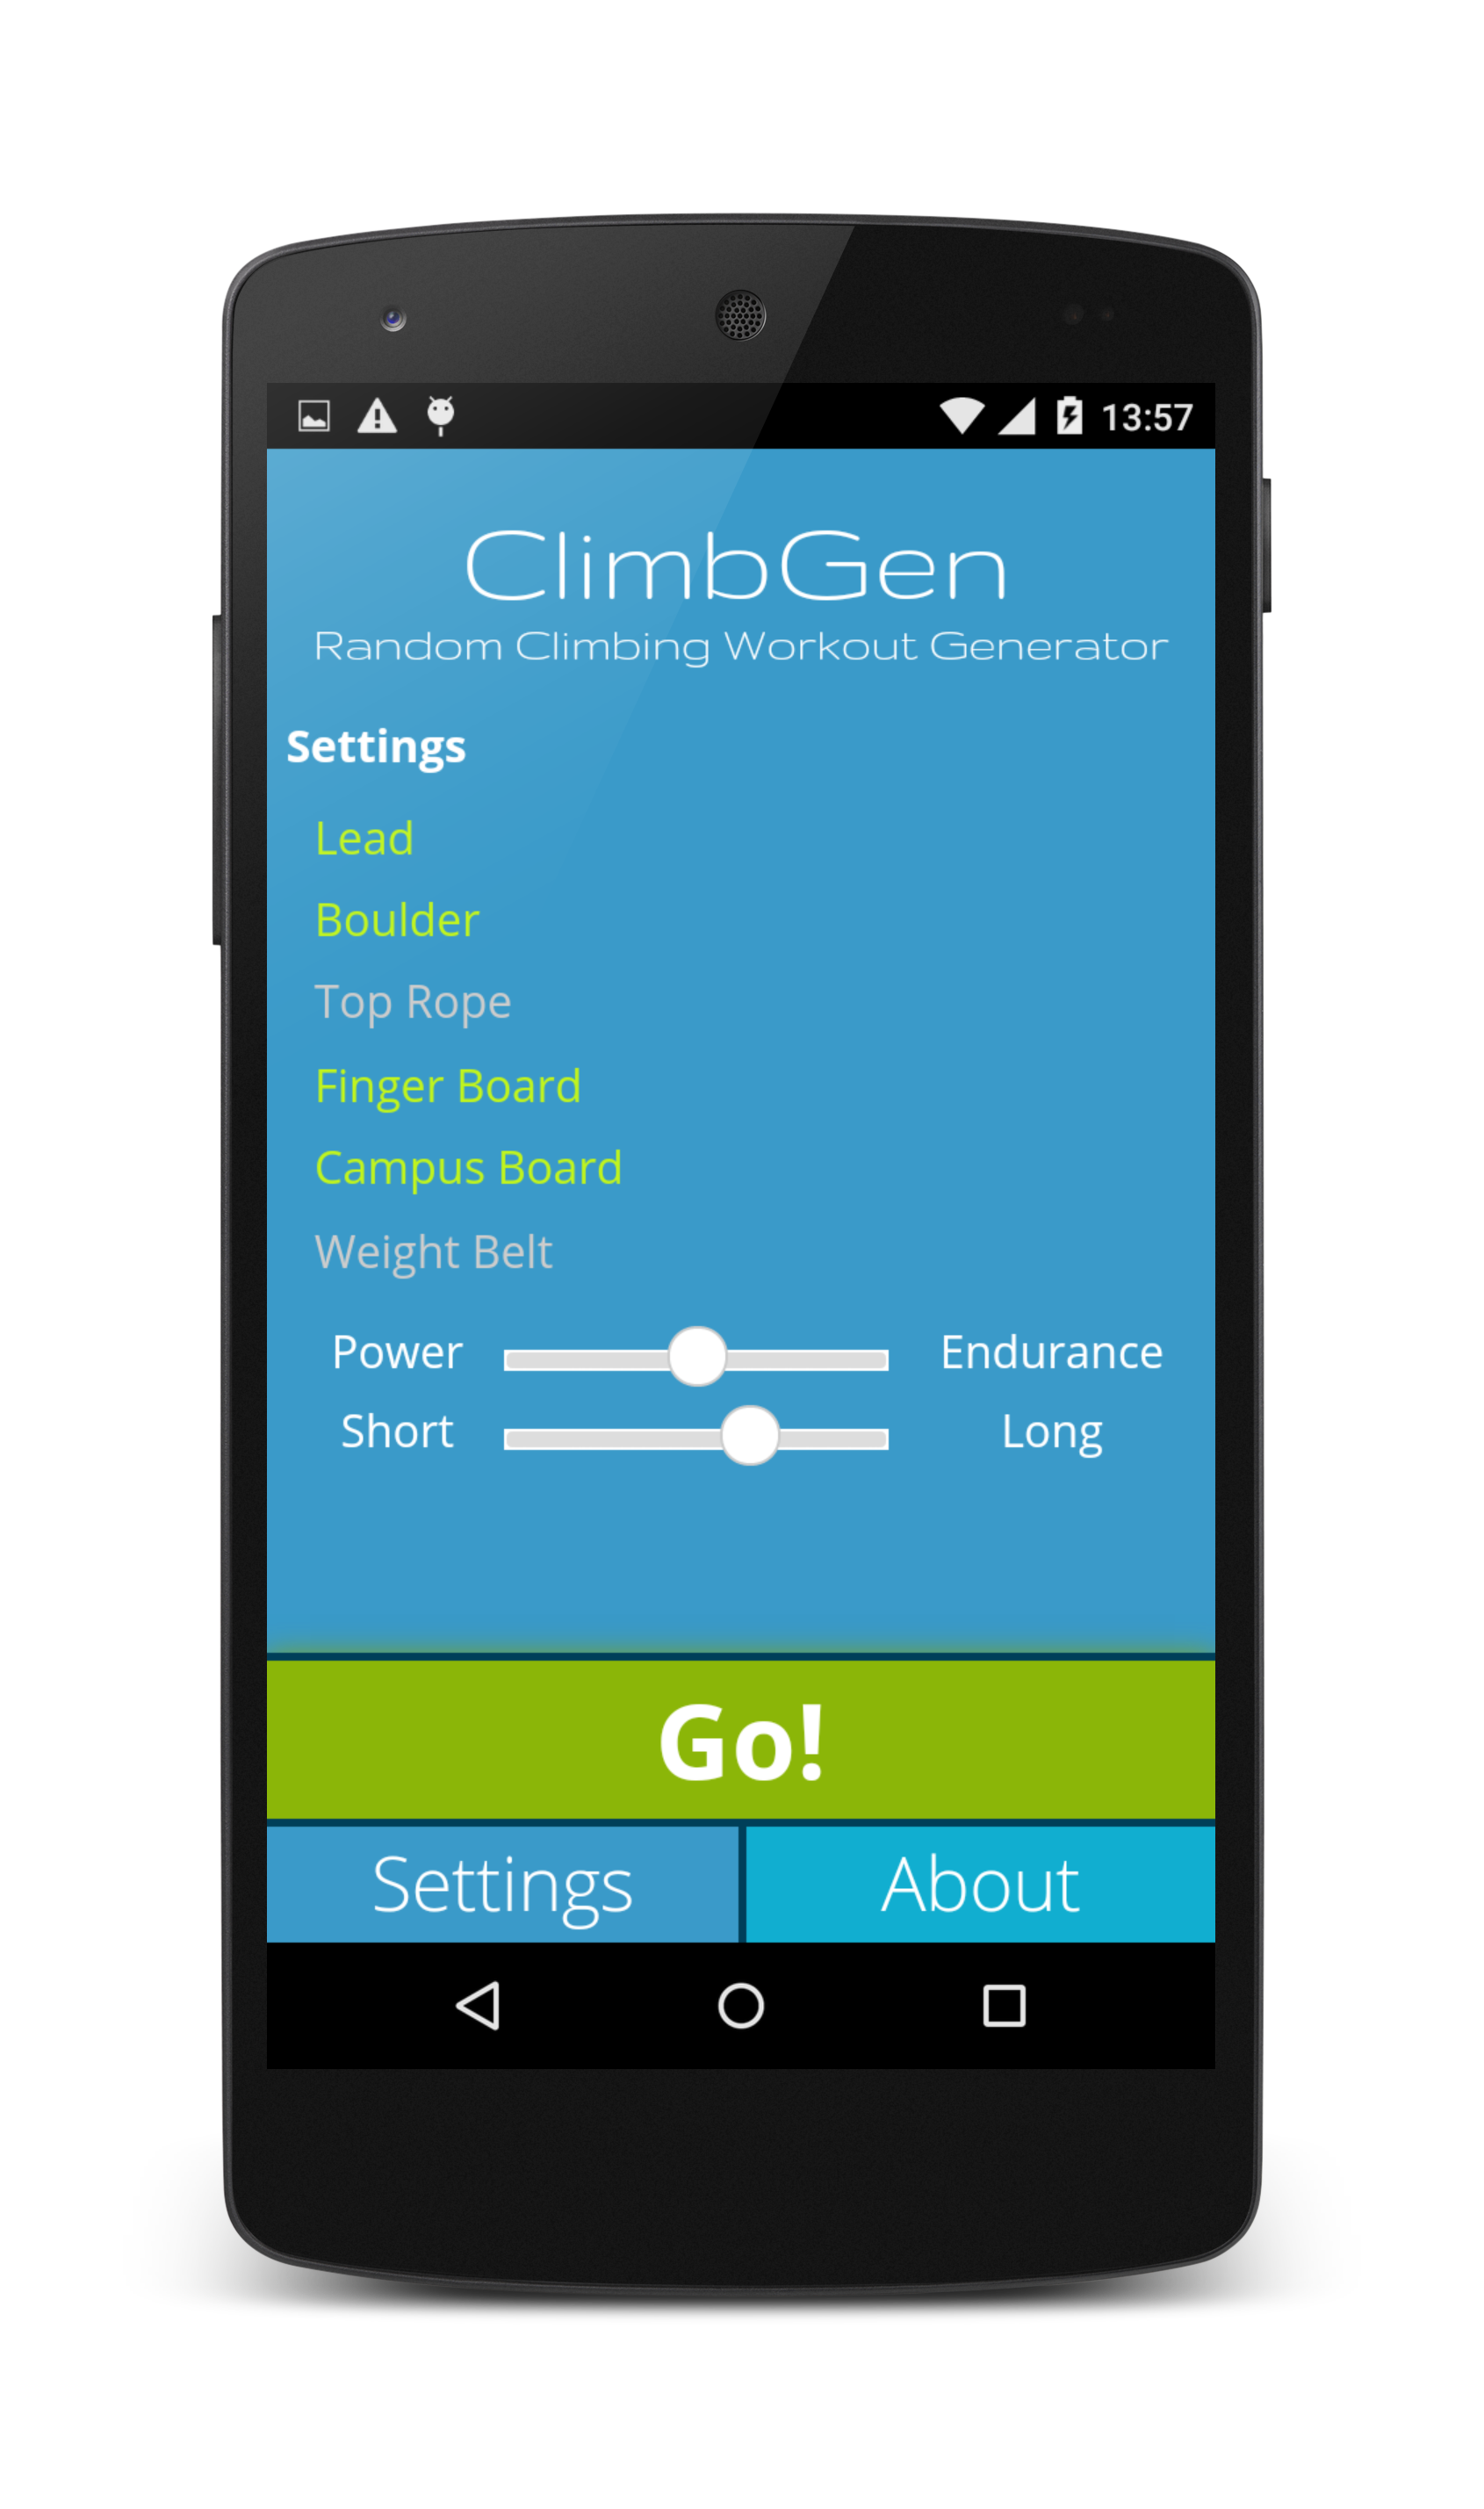 13:57
ClimbGen
Random Climbing Workout Generator
Settings
Lead
Boulder
Top Rope
Finger Board
Campus Board
Weight Belt
Power Endurance
Short Long
Go!
Settings About